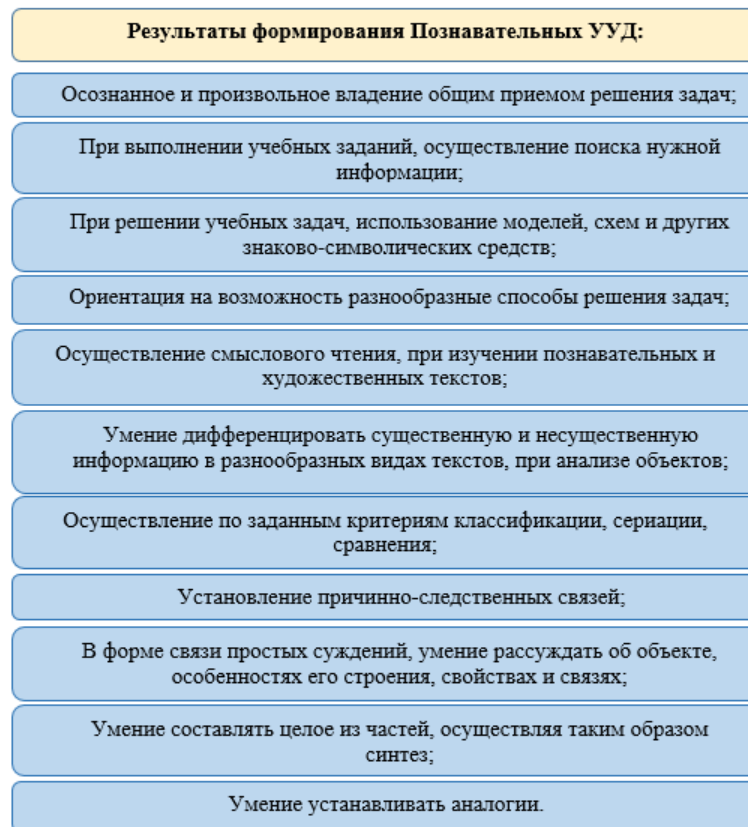 Результаты формирования Познавательных УУД:
Осознанное и произвольное владение общим приемом решения задач;
При выполнении учебных заданий, осуществление поиска нужной
информации;
При решении учебных задач, использование моделей, схем и других
знаково-символических средств;
Ориентация на возможность разнообразные способы решения задач;
Осуществление смыслового чтения, при изучении познавательных и
художественных текстов;
Умение дифференцировать существенную и несущественную
информацию в разнообразных видах текстов, при анализе объектов;
Осуществление по заданным критериям классификации, сериации,
сравнения;
Установление причинно-следственных связей;
В форме связи простых суждений, умение рассуждать об объекте,
особенностях его строения, свойствах и связях;
Умение составлять целое из частей, осуществляя таким образом
синтез;
Умение устанавливать аналогии.